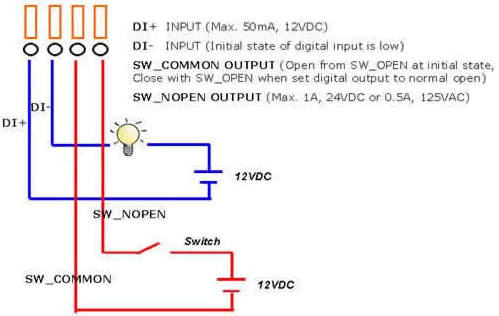 DI+ INPUT (Max. 50mA, 12VDC)
DI- INPUT (Initial state of digital input is low)
SW_COMMON OUTPUT (Open from SW_OPEN at initial state,
Close with SW_OPEN when set digital output to normal open)
SW_NOPEN OUTPUT (Max. 1A, 24VDC or 0.5A, 125VAC)
DI-
DI+
12VDC
SW_NOPEN
Switch
SW_COMMON
12VDC